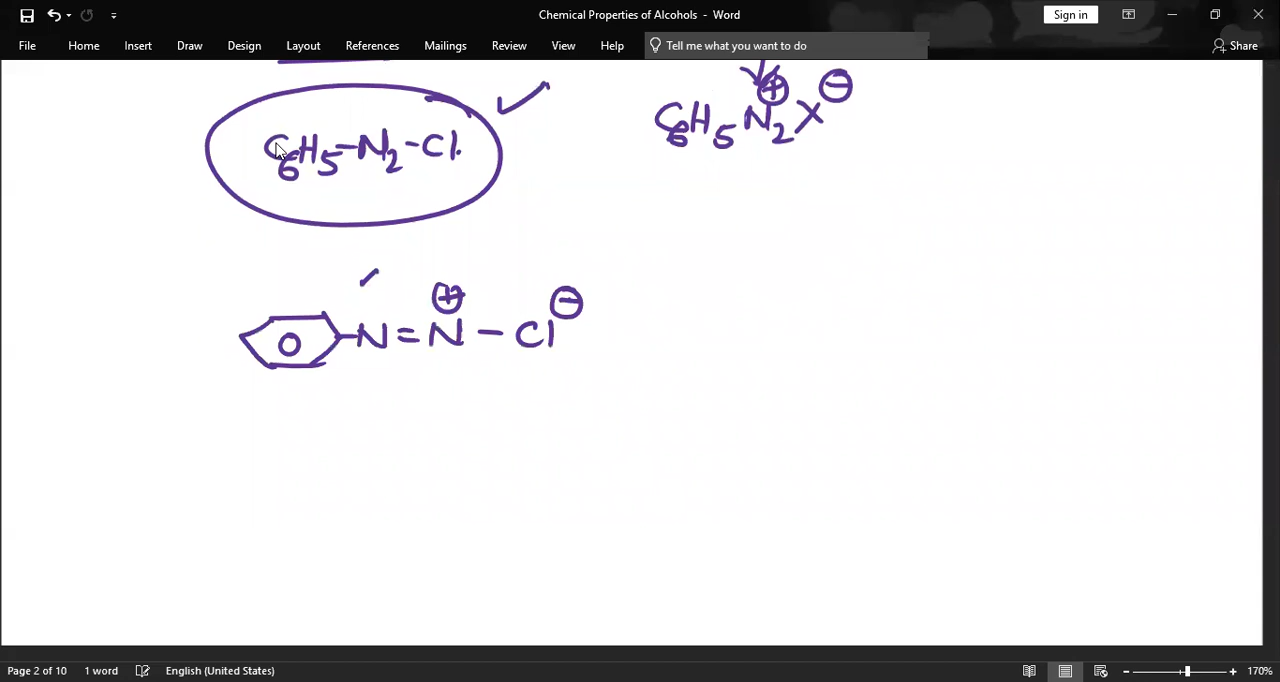 Chemical Properties of Alcohols - Word
Sign in
File Home Insert Draw Design Layout References Mailings Review View Help Tell me what you want to do Share
C₆H₅-N₂-Cl.
C₆H₅N₂⊕X⊖
N=N⊕-Cl⊖
Page 2 of 10 1 word English (United States) 170%